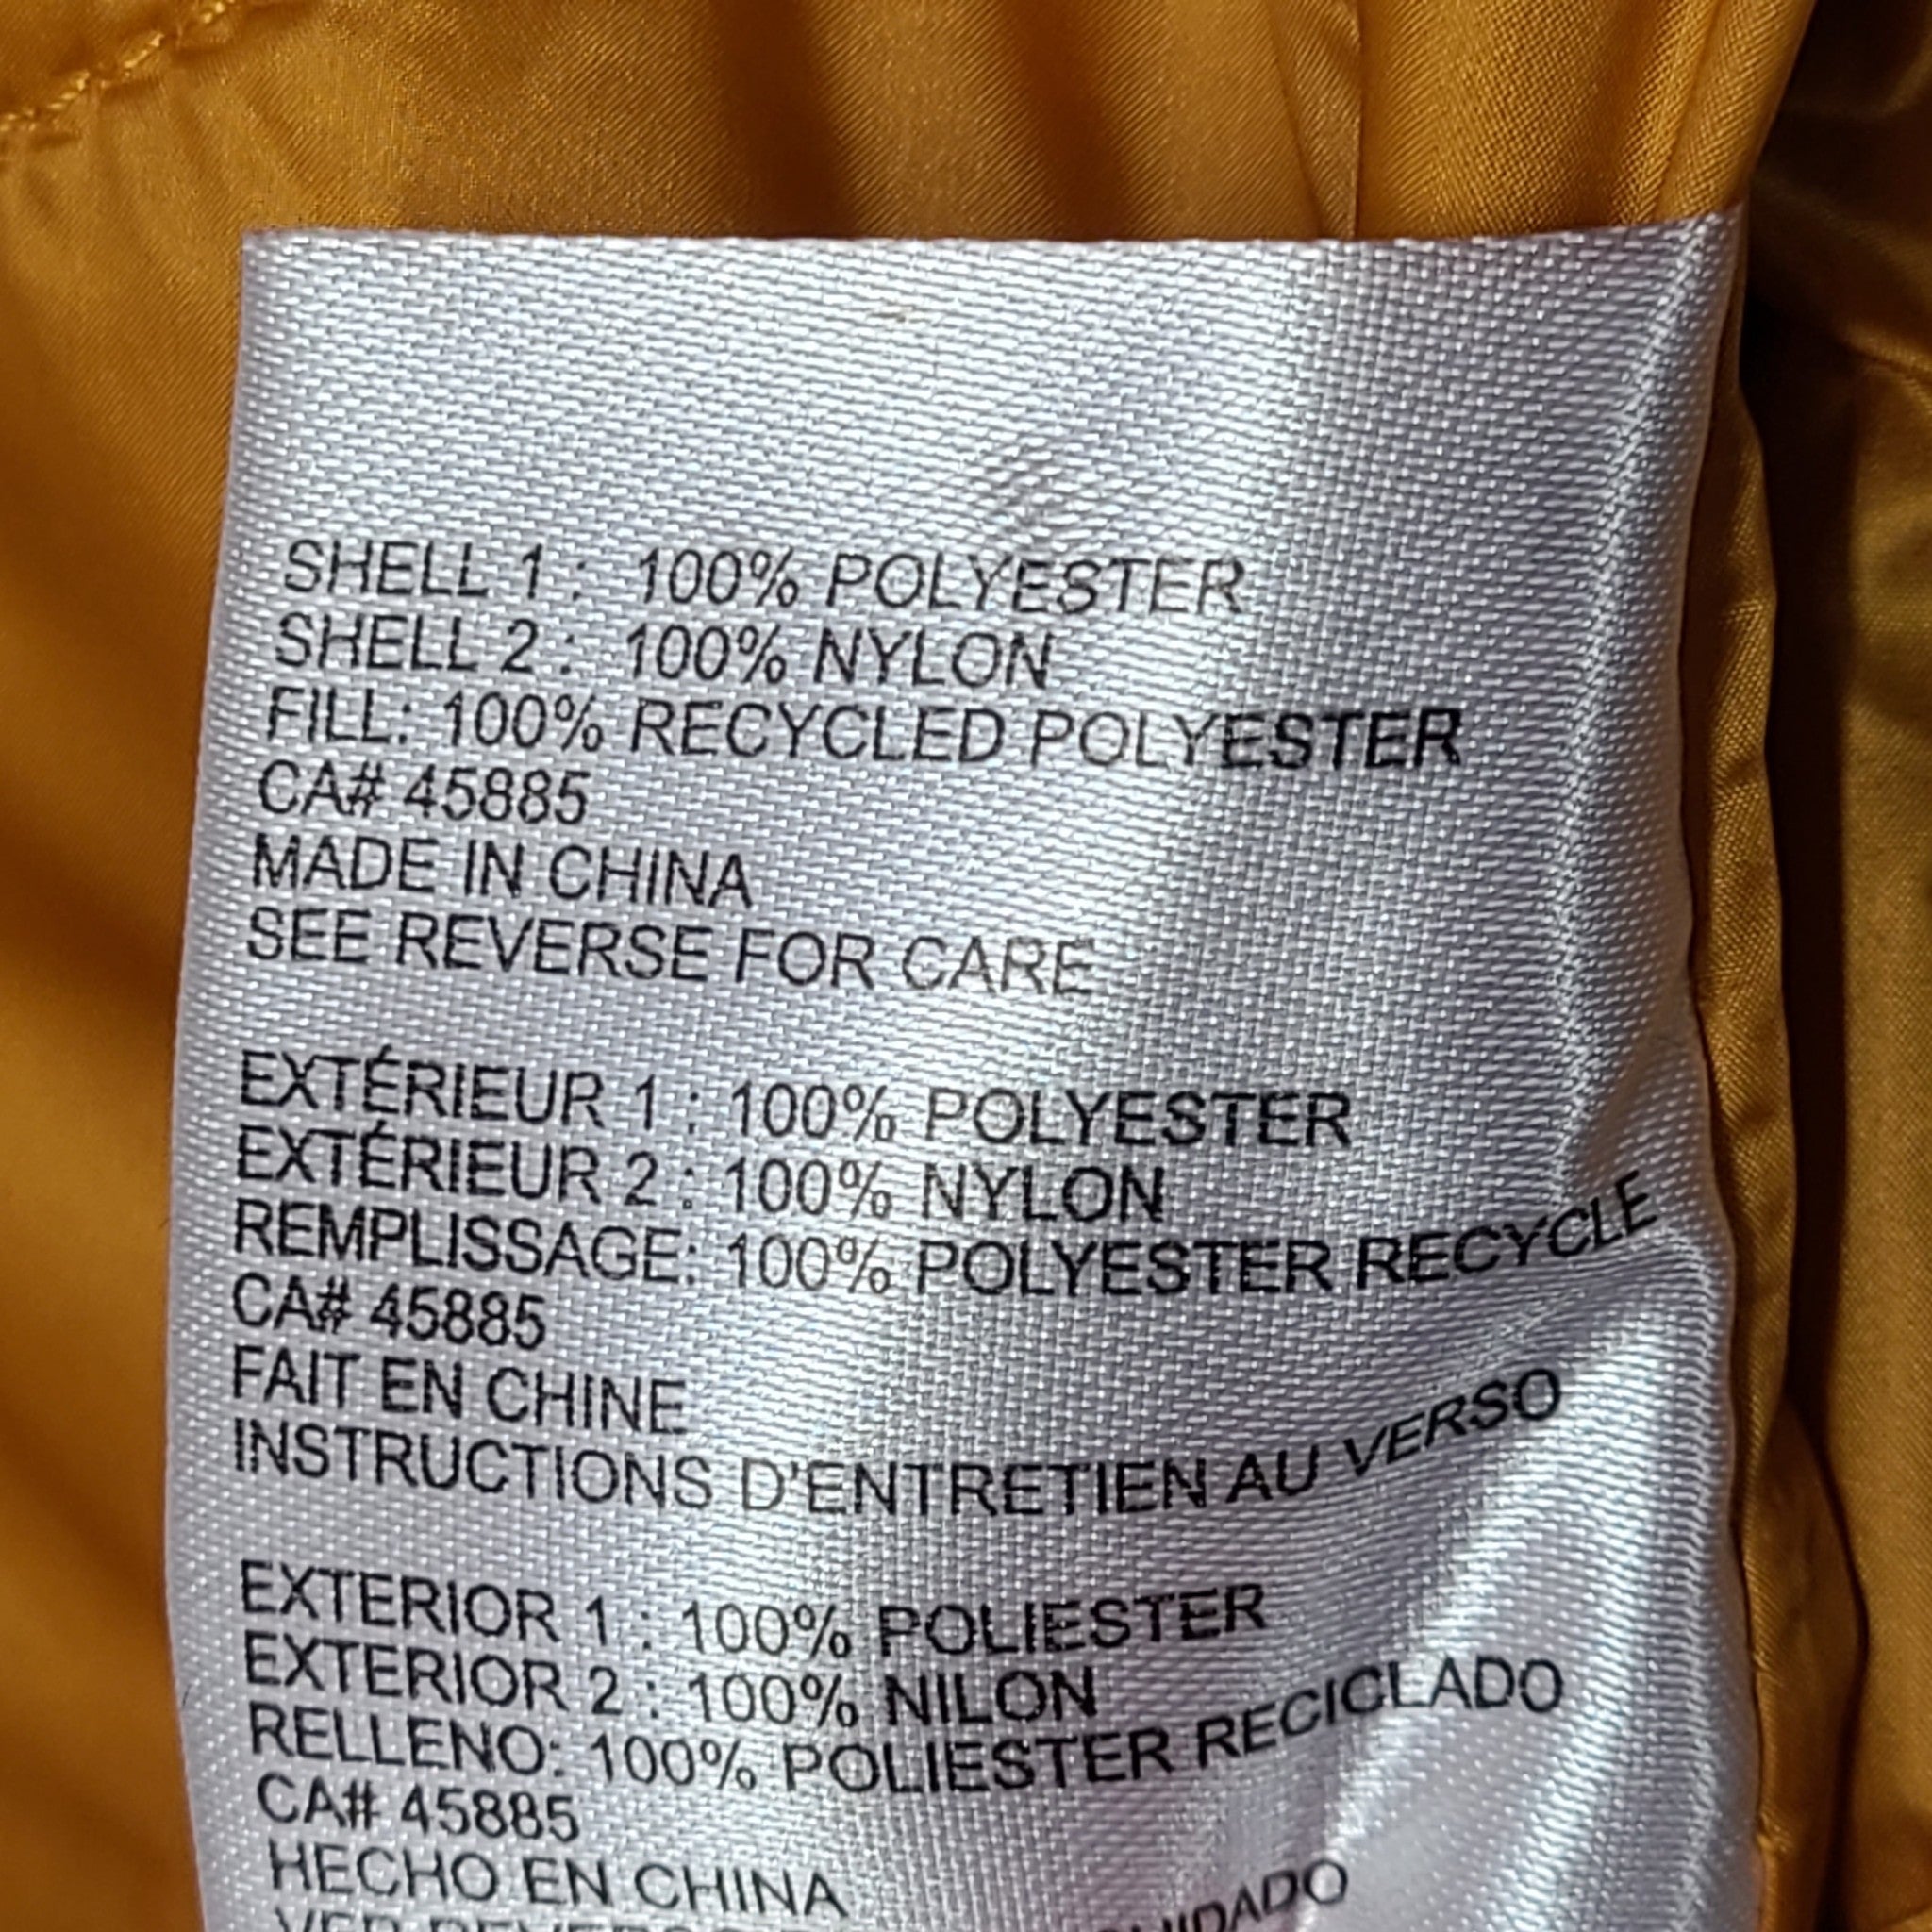 SHELL 1 : 100% POLYESTER
SHELL 2 : 100% NYLON
FILL: 100% RECYCLED POLYESTER
CA# 45885
MADE IN CHINA
SEE REVERSE FOR CARE
EXTÉRIEUR 1 : 100% POLYESTER
EXTÉRIEUR 2 : 100% NYLON
REMPLISSAGE: 100% POLYESTER RECYCLE
CA# 45885
FAIT EN CHINE
INSTRUCTIONS D'ENTRETIEN AU VERSO
EXTERIOR 1 : 100% POLIESTER
EXTERIOR 2 : 100% NILON
RELLENO: 100% POLIESTER RECICLADO
CA# 45885
HECHO EN CHINA